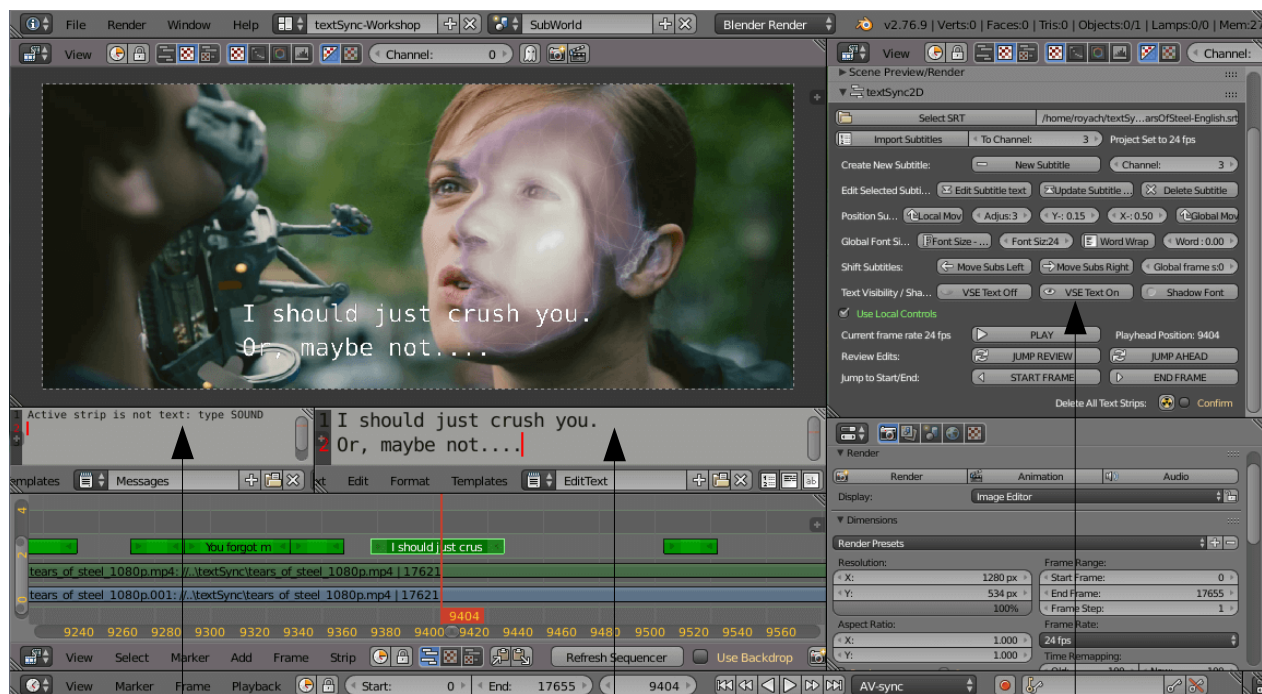 File Render Window Help textSync-Workshop SubWorld Blender Render v2.76.9 | Verts:0 | Faces:0 | Tris:0 | Objects:0/1 | Lamps:0/0 | Mem:27
View Channel: 0
I should just crush you.
Or, maybe not....
View Channel:
Scene Preview/Render
textSync2D
Select SRT /home/royach/textSy...arsOfSteel-English.srt
Import Subtitles To Channel: 3 Project Set to 24 fps
Create New Subtitle: New Subtitle Channel: 3
Edit Selected Subti... Edit Subtitle text Update Subtitle ... Delete Subtitle
Position Su... Local Mov Adjus:3 Y-: 0.15 X-: 0.50 Global Mov
Global Font Si... Font Size - ... Font Siz:24 Word Wrap Word : 0.00
Shift Subtitles: Move Subs Left Move Subs Right Global frame s:0
Text Visibility / Sha... VSE Text Off VSE Text On Shadow Font
Use Local Controls
Current frame rate 24 fps PLAY Playhead Position: 9404
Review Edits: JUMP REVIEW JUMP AHEAD
Jump to Start/End: START FRAME END FRAME
Delete All Text Strips: Confirm
1 Active strip is not text: type SOUND
2
1 I should just crush you.
2 Or, maybe not....
mplates Messages
xt Edit Format Templates EditText
4
2
0
You forgot m
I should just crus
tears_of_steel_1080p.mp4: //..\textSync\tears_of_steel_1080p.mp4 | 17621
tears_of_steel_1080p.001: //..\textSync\tears_of_steel_1080p.mp4 | 17621
9404
9240 9260 9280 9300 9320 9340 9360 9380 9400 9420 9440 9460 9480 9500 9520 9540 9560
View Select Marker Add Frame Strip Refresh Sequencer Use Backdrop
View Marker Frame Playback Start: 0 End: 17655 9404 AV-sync
Render
Render Animation Audio
Display: Image Editor
Dimensions
Render Presets
Resolution: Frame Range:
X: 1280 px Start Frame: 0
Y: 534 px End Frame: 17655
100% Frame Step: 1
Aspect Ratio: Frame Rate:
X: 1.000 24 fps
Y: 1.000 Time Remapping: